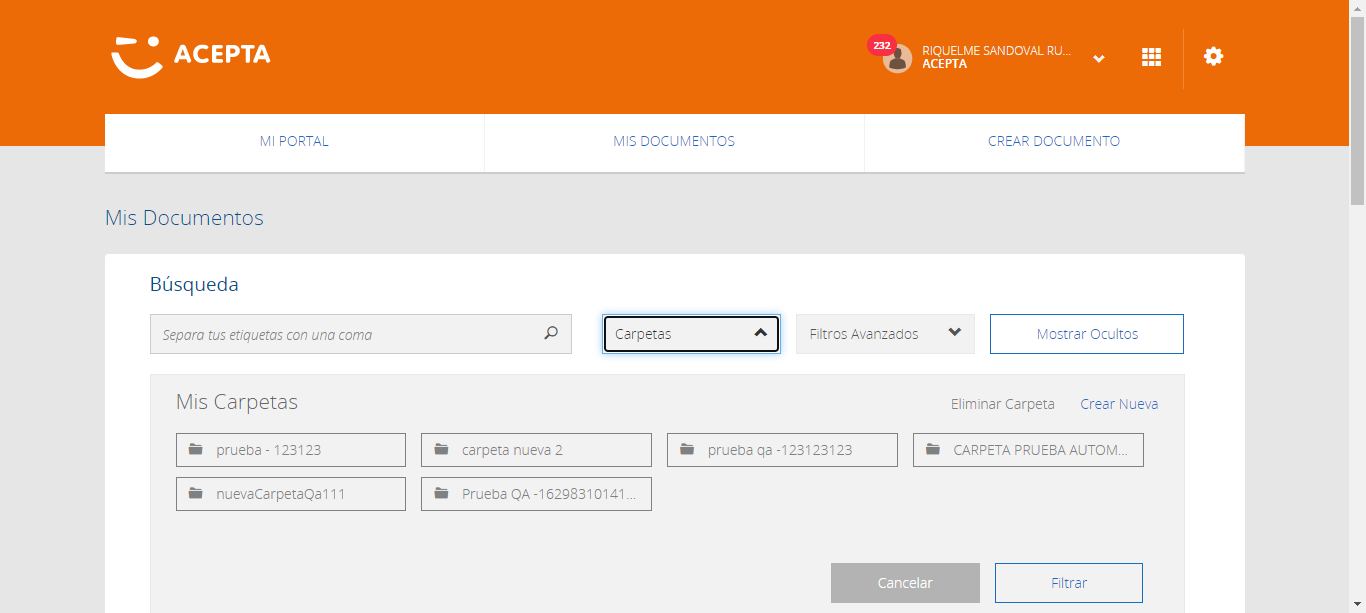 ACEPTA
232
RIQUELME SANDOVAL RU...
ACEPTA
MI PORTAL
MIS DOCUMENTOS
CREAR DOCUMENTO
Mis Documentos
Búsqueda
Separa tus etiquetas con una coma
Carpetas
Filtros Avanzados
Mostrar Ocultos
Mis Carpetas
Eliminar Carpeta
Crear Nueva
prueba - 123123
carpeta nueva 2
prueba qa -123123123
CARPETA PRUEBA AUTOM...
nuevaCarpetaQa111
Prueba QA -16298310141...
Cancelar
Filtrar